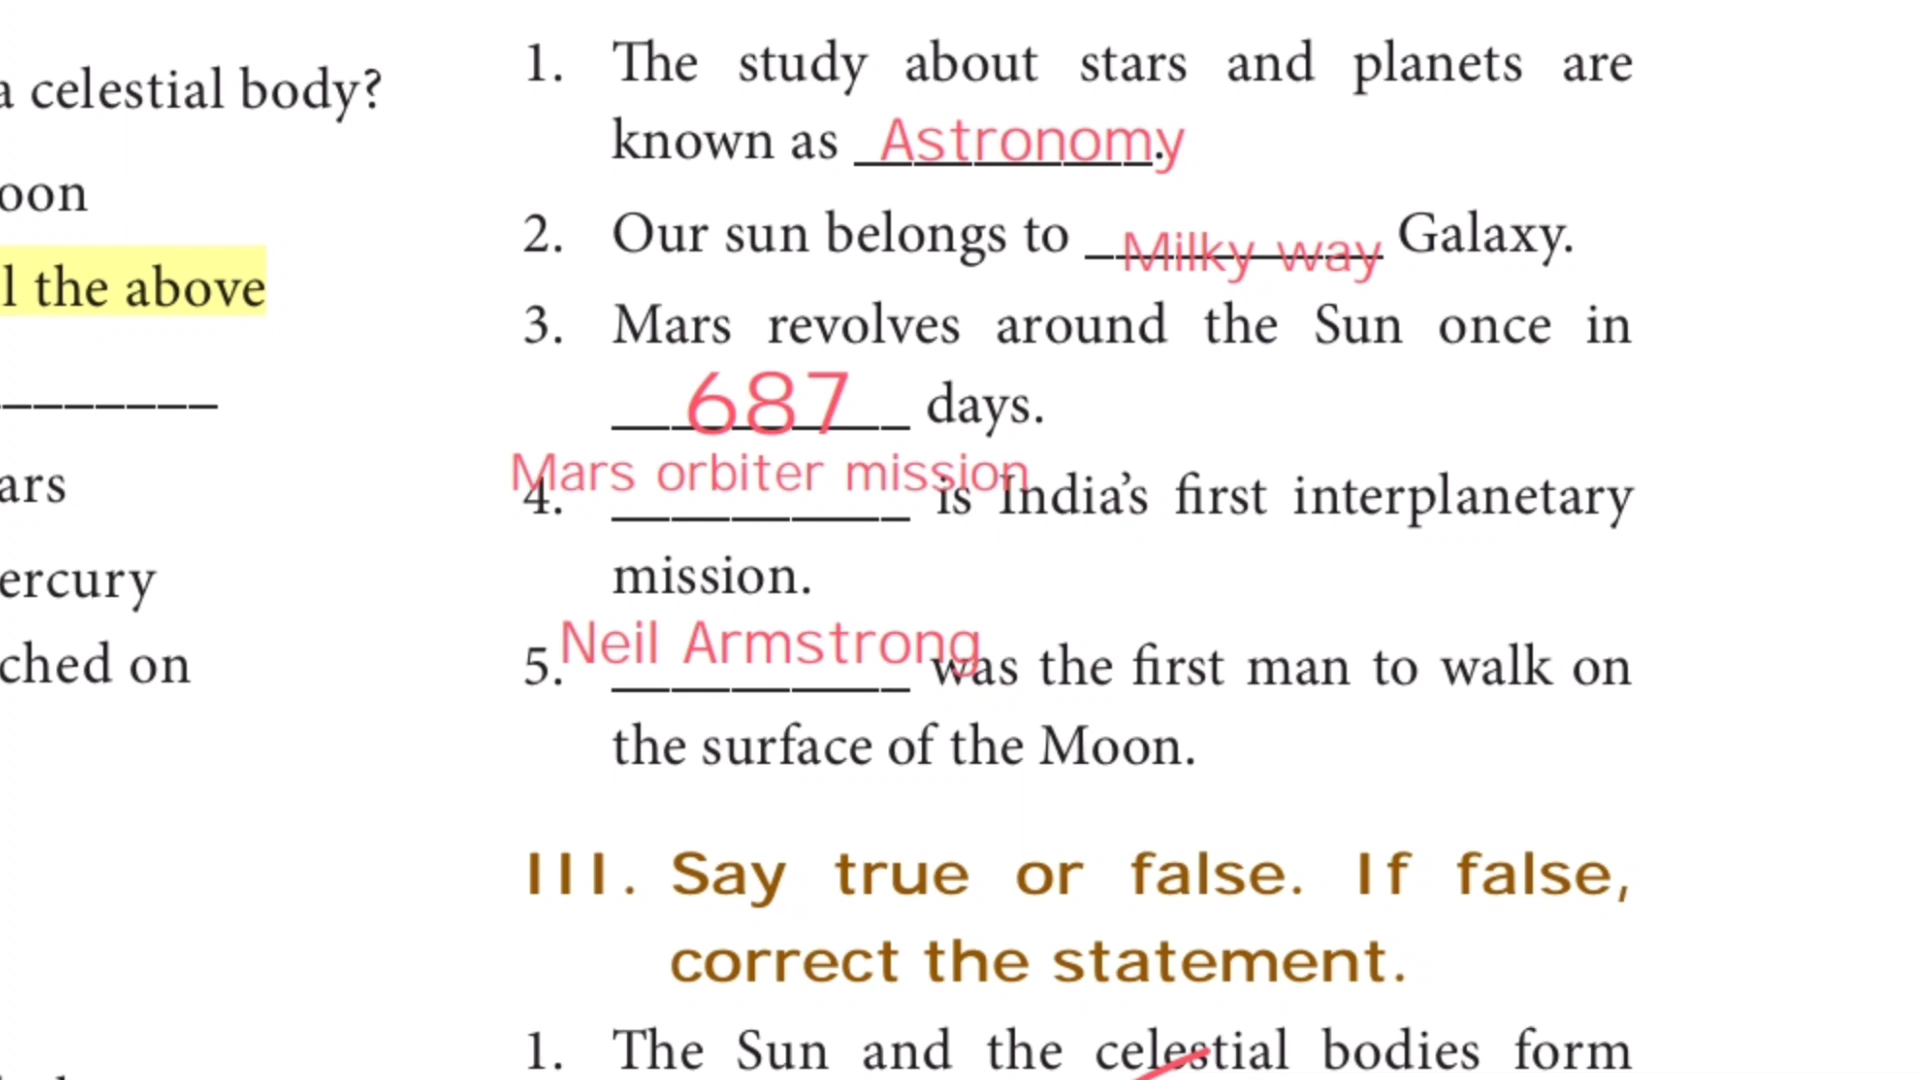 a celestial body?
oon
l the above
ars
ercury
ched on
1. The study about stars and planets are
known as Astronomy.
2. Our sun belongs to Milky way Galaxy.
3. Mars revolves around the Sun once in
687 days.
4. Mars orbiter mission is India’s first interplanetary
mission.
5. Neil Armstrong was the first man to walk on
the surface of the Moon.
III. Say true or false. If false,
correct the statement.
1. The Sun and the celestial bodies form